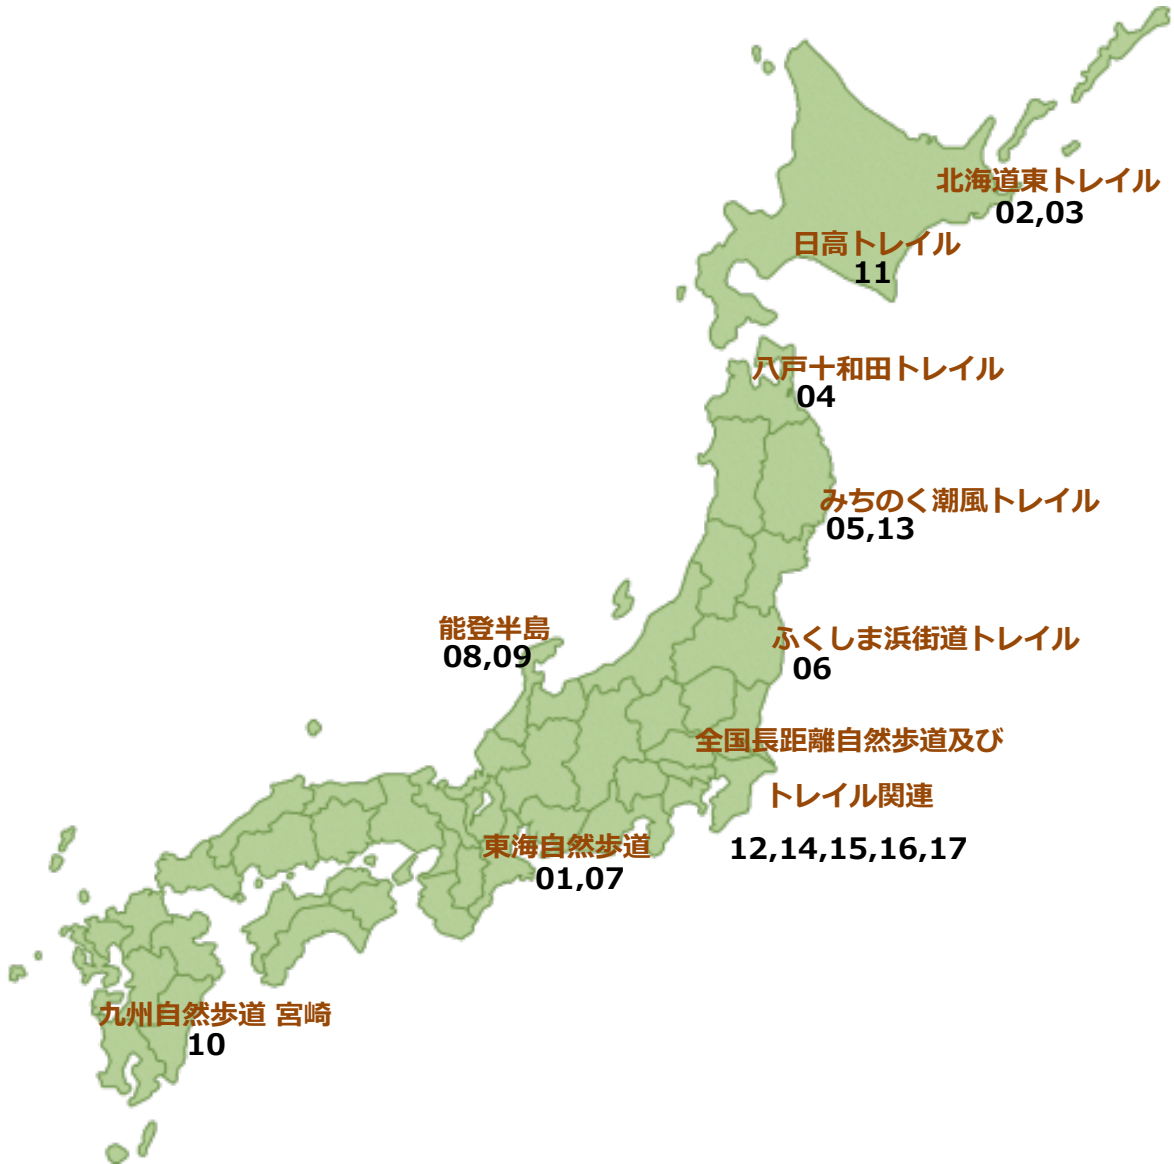 北海道東トレイル
02,03
日高トレイル
11
八戸十和田トレイル
04
みちのく潮風トレイル
05,13
能登半島
08,09
ふくしま浜街道トレイル
06
全国長距離自然歩道及び
トレイル関連
12,14,15,16,17
東海自然歩道
01,07
九州自然歩道 宮崎
10